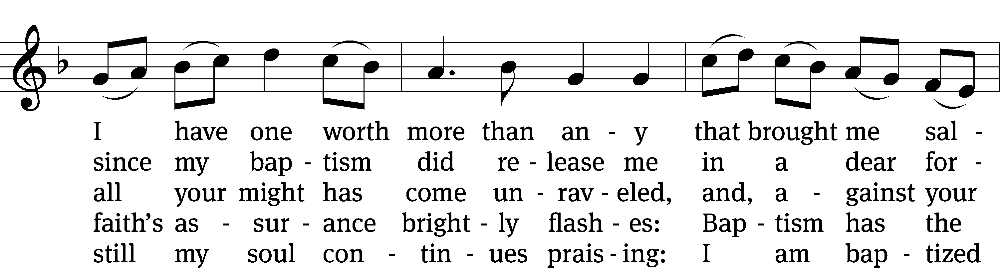 I have one worth more than an - y that brought me sal -
since my bap - tism did re - lease me in a dear for -
all your might has come un - rav - eled, and, a - gainst your
faith’s as - sur - ance bright - ly flash - es: Bap - tism has the
still my soul con - tin - ues prais - ing: I am bap - tized